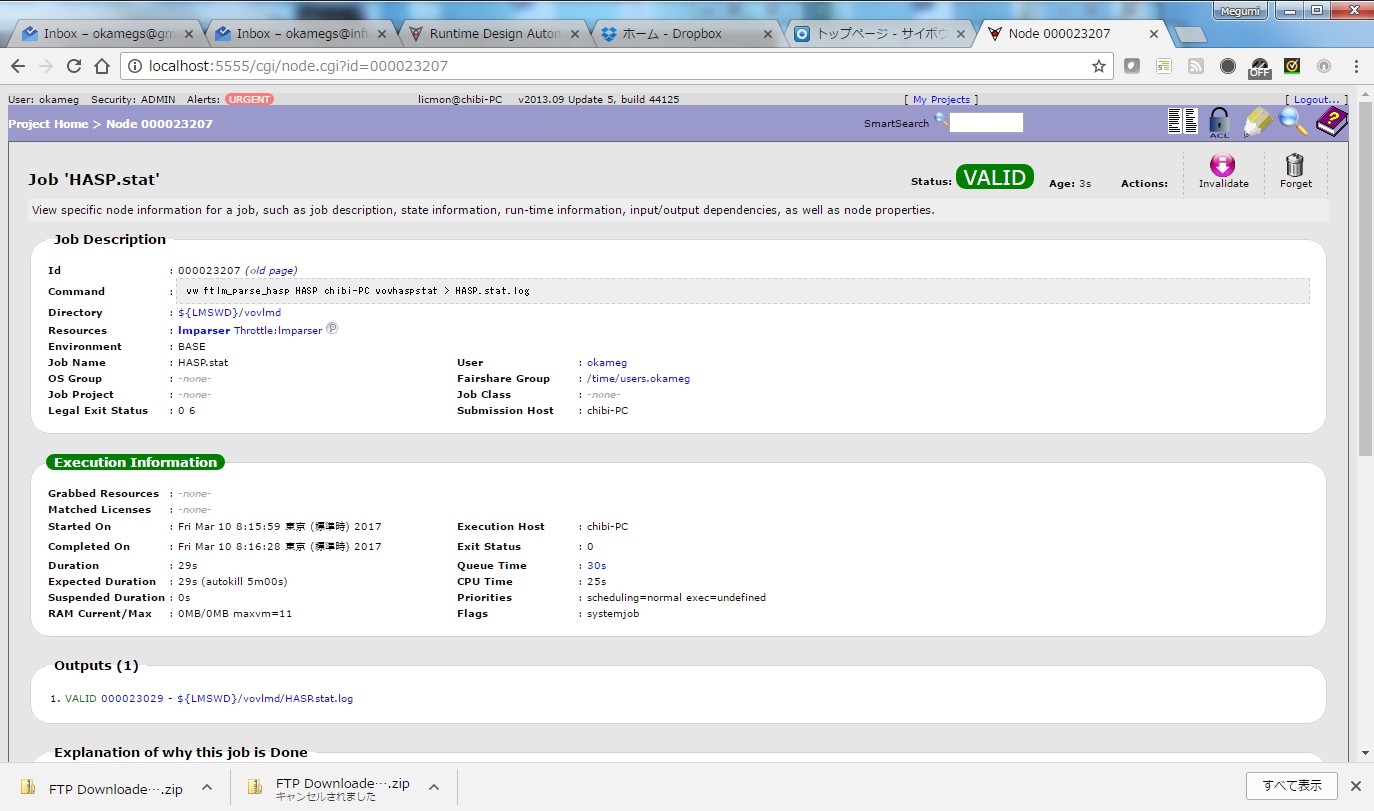 Megumi
Inbox – okamegs@gm
Inbox – okamegs@inf
Runtime Design Auton
ホーム - Dropbox
トップページ - サイボウ
Node 000023207
localhost:5555/cgi/node.cgi?id=000023207
OFF
User: okameg Security: ADMIN Alerts: URGENT licmon@chibi-PC v2013.09 Update 5, build 44125 [ My Projects ] [ Logout... ]
Project Home > Node 000023207 SmartSearch ACL
Job 'HASP.stat' Status: VALID Age: 3s Actions: Invalidate Forget
View specific node information for a job, such as job description, state information, run-time information, input/output dependencies, as well as node properties.
Job Description
Id : 000023207 (old page)
Command : vw ftlm_parse_hasp HASP chibi-PC vovhaspstat > HASP.stat.log
Directory : ${LMSWD}/vovlmd
Resources : lmparser Throttle:lmparser P
Environment : BASE
Job Name : HASP.stat User : okameg
OS Group : -none- Fairshare Group : /time/users.okameg
Job Project : -none- Job Class : -none-
Legal Exit Status : 0 6 Submission Host : chibi-PC
Execution Information
Grabbed Resources : -none-
Matched Licenses : -none-
Started On : Fri Mar 10 8:15:59 東京 (標準時) 2017 Execution Host : chibi-PC
Completed On : Fri Mar 10 8:16:28 東京 (標準時) 2017 Exit Status : 0
Duration : 29s Queue Time : 30s
Expected Duration : 29s (autokill 5m00s) CPU Time : 25s
Suspended Duration : 0s Priorities : scheduling=normal exec=undefined
RAM Current/Max : 0MB/0MB maxvm=11 Flags : systemjob
Outputs (1)
1. VALID 000023029 - ${LMSWD}/vovlmd/HASP.stat.log
Explanation of why this job is Done
FTP Downloade….zip
FTP Downloade….zip
キャンセルされました
すべて表示